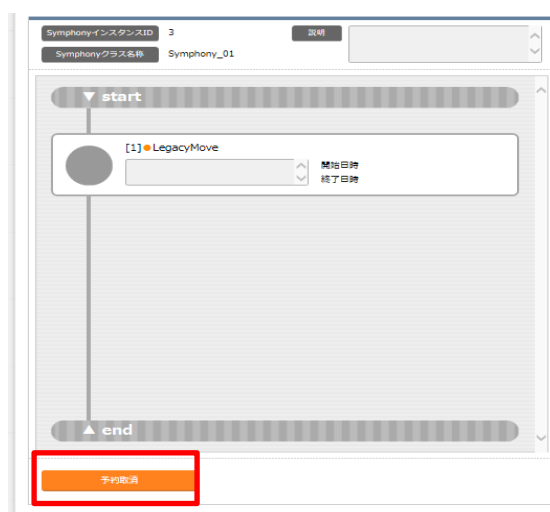 SymphonyインスタンスID 3 説明
Symphonyクラス名称 Symphony_01
▼ start
[1]●LegacyMove
開始日時
終了日時
▲ end
予約取消